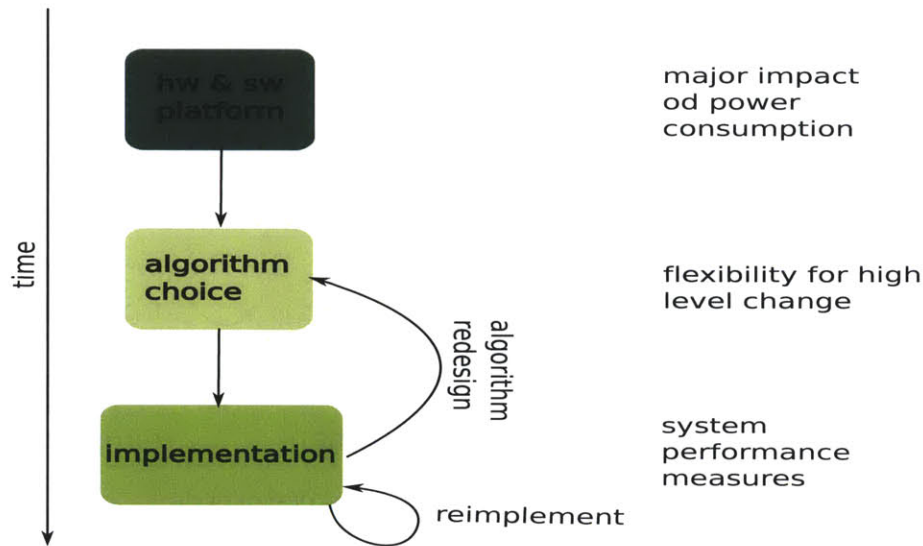 hw & sw
platform
major impact
od power
consumption
time
algorithm
choice
flexibility for high
level change
algorithm
redesign
implementation
system
performance
measures
reimplement